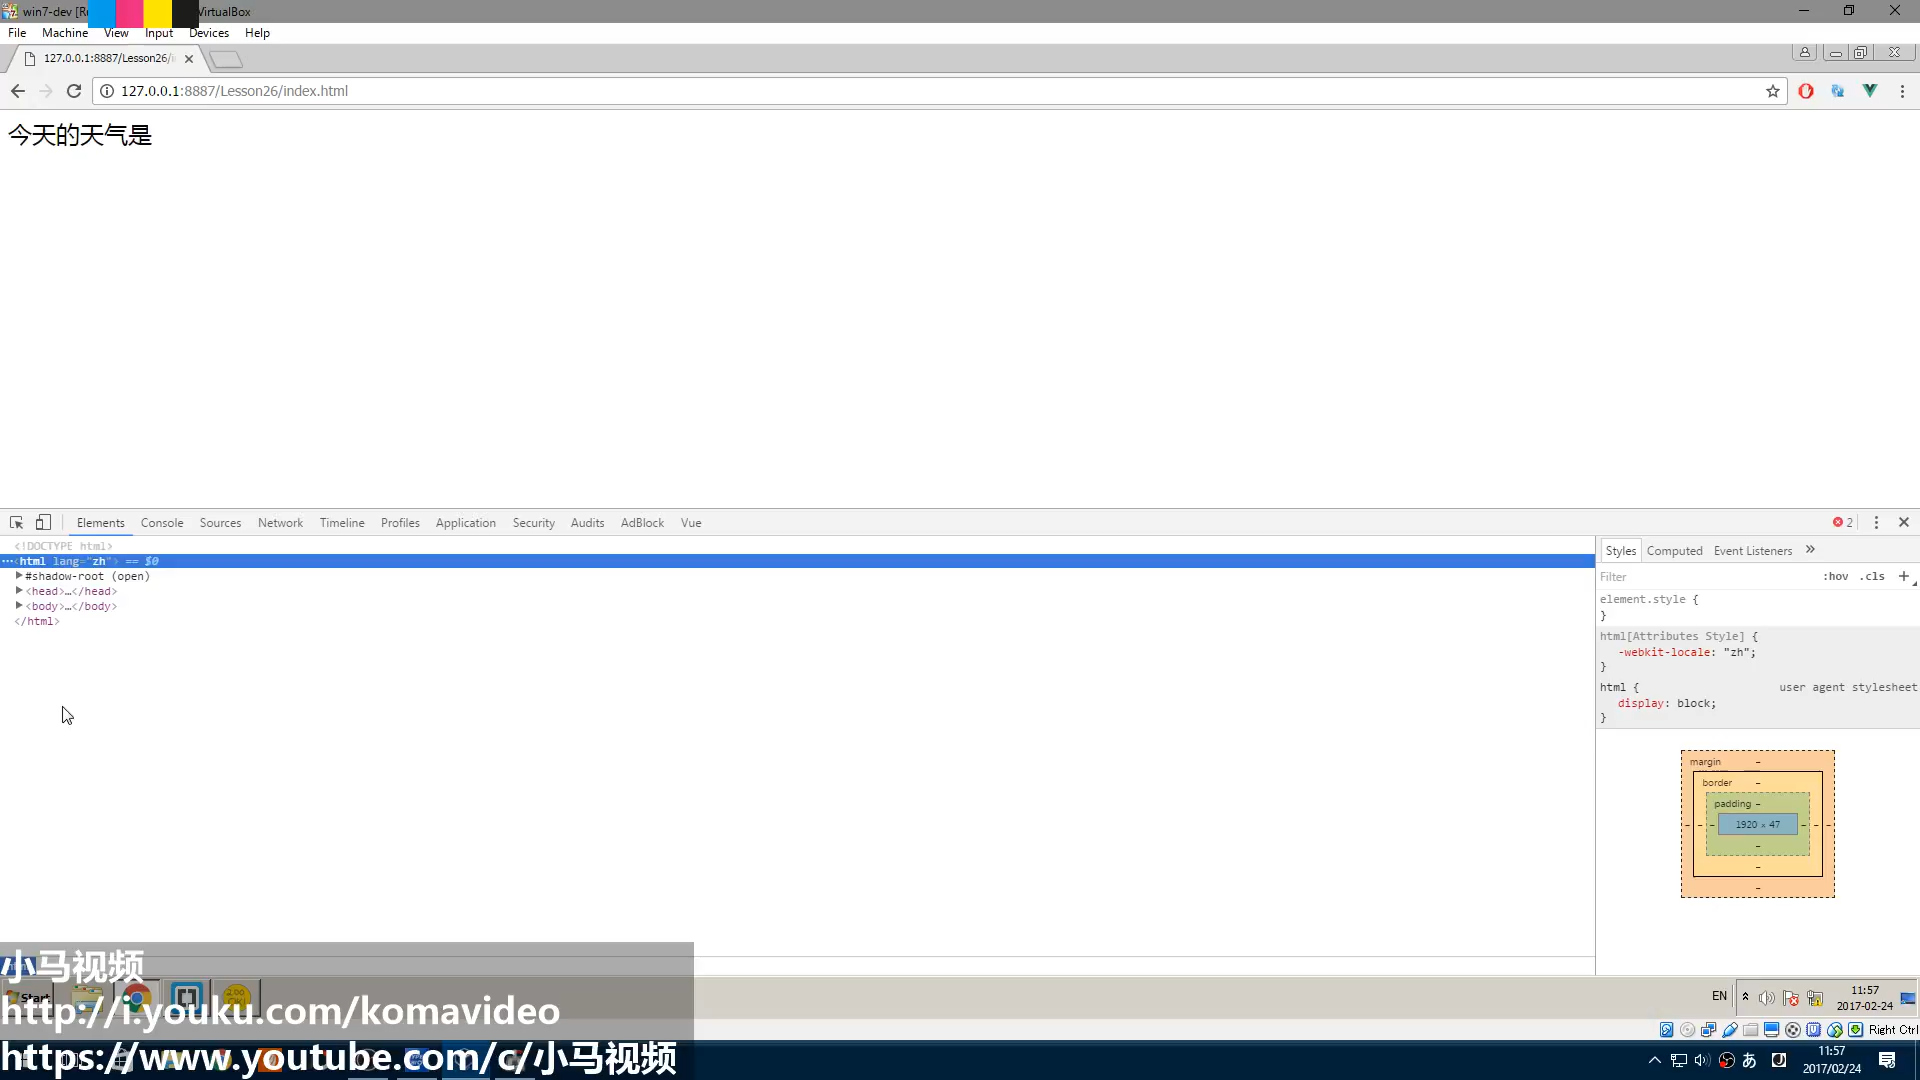 win7-dev [R
VirtualBox
File Machine View Input Devices Help
127.0.0.1:8887/Lesson26/
127.0.0.1:8887/Lesson26/index.html
今天的天气是
Elements Console Sources Network Timeline Profiles Application Security Audits AdBlock Vue
2
<!DOCTYPE html>
…<html lang="zh"> == $0
#shadow-root (open)
<head>…</head>
<body>…</body>
</html>
Styles Computed Event Listeners »
Filter :hov .cls +
element.style {
}
html[Attributes Style] {
-webkit-locale: "zh";
}
html { user agent stylesheet
display: block;
}
margin –
border –
padding –
1920 × 47
小马视频
Start
http://i.youku.com/komavideo
https://www.youtube.com/c/小马视频
EN
11:57
2017-02-24
Right Ctrl
あ
11:57
2017/02/24